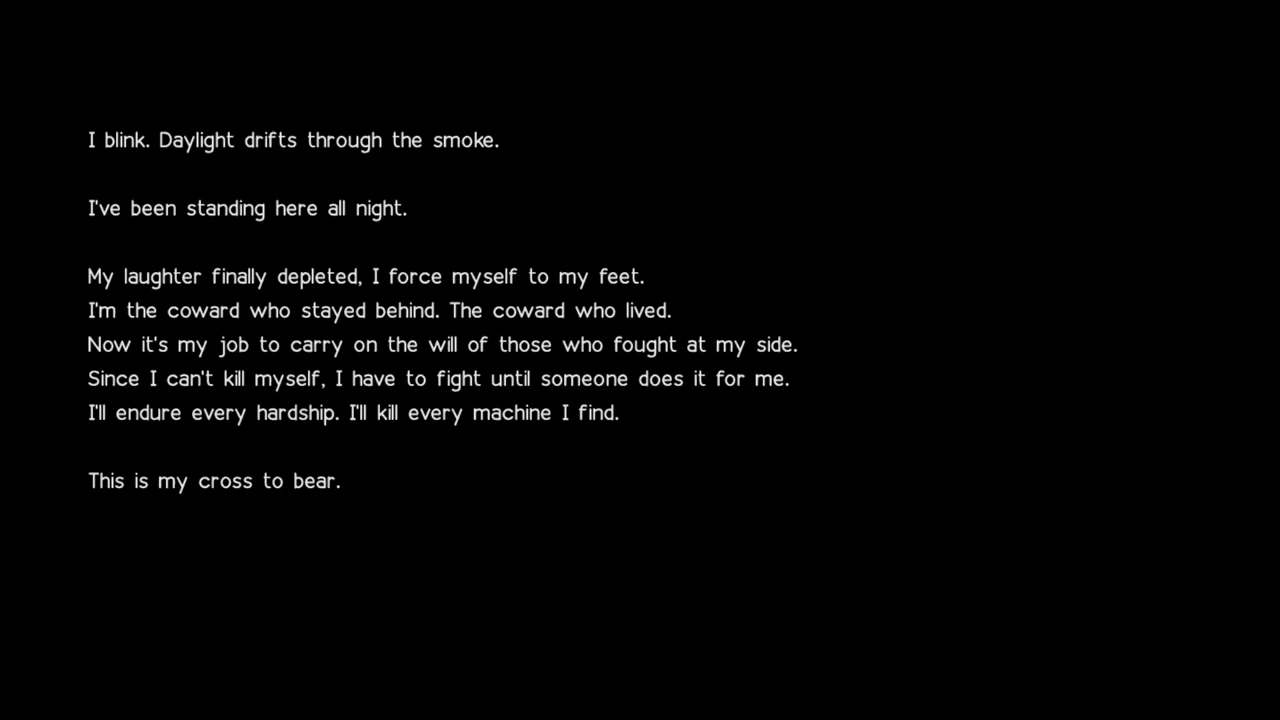 I blink. Daylight drifts through the smoke.
I've been standing here all night.
My laughter finally depleted, I force myself to my feet.
I'm the coward who stayed behind. The coward who lived.
Now it's my job to carry on the will of those who fought at my side.
Since I can't kill myself, I have to fight until someone does it for me.
I'll endure every hardship. I'll kill every machine I find.
This is my cross to bear.